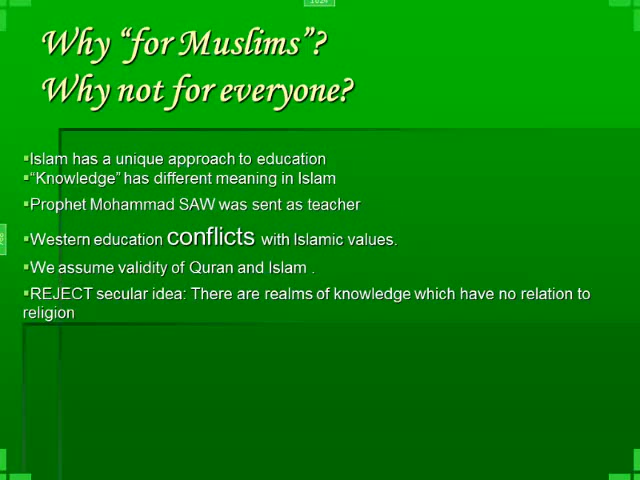 1024
Why “for Muslims”?
Why not for everyone?
▪Islam has a unique approach to education
▪“Knowledge” has different meaning in Islam
▪Prophet Mohammad SAW was sent as teacher
▪Western education conflicts with Islamic values.
▪We assume validity of Quran and Islam .
▪REJECT secular idea: There are realms of knowledge which have no relation to
religion